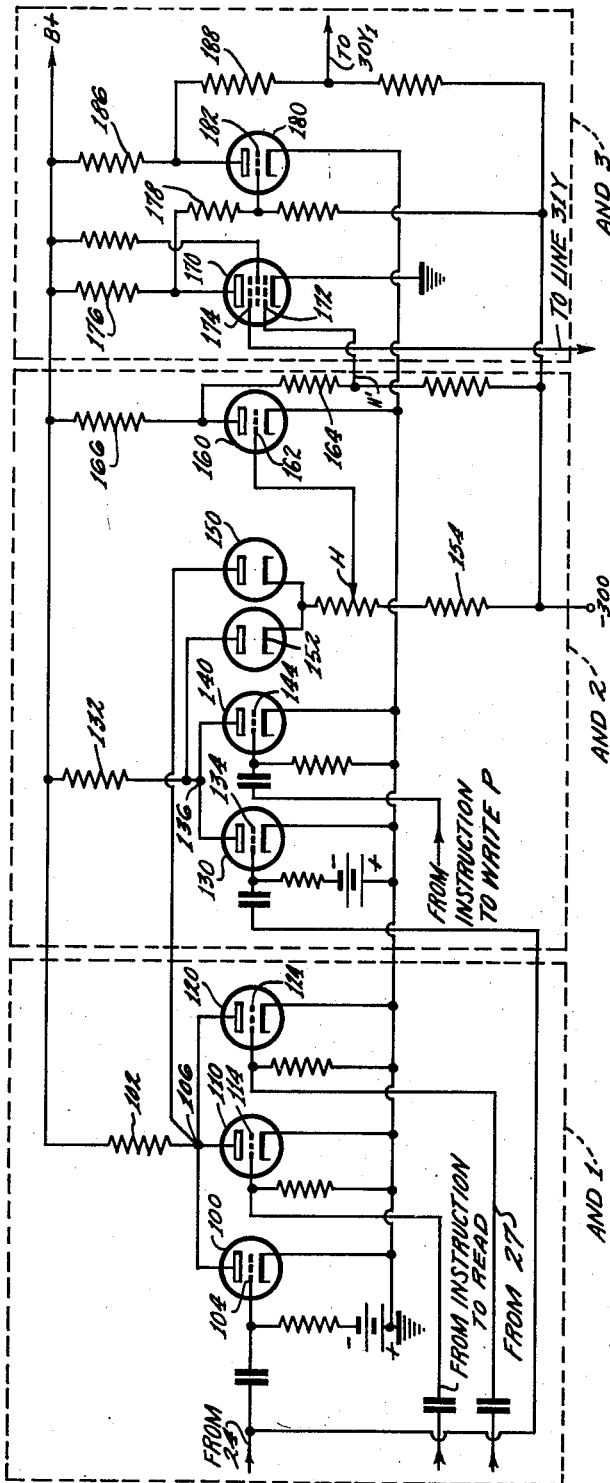 B+
102
106
100
104
110
114
120
124
FROM
24
FROM INSTRUCTION
TO READ
FROM 27
AND 1
132
136
130
134
140
144
150
152
H
154
160
162
164
166
H'
FROM
INSTRUCTION
TO WRITE P
-300
AND 2
170
172
174
176
178
180
182
186
188
(TO
30Y₁
TO LINE 31Y
AND 3